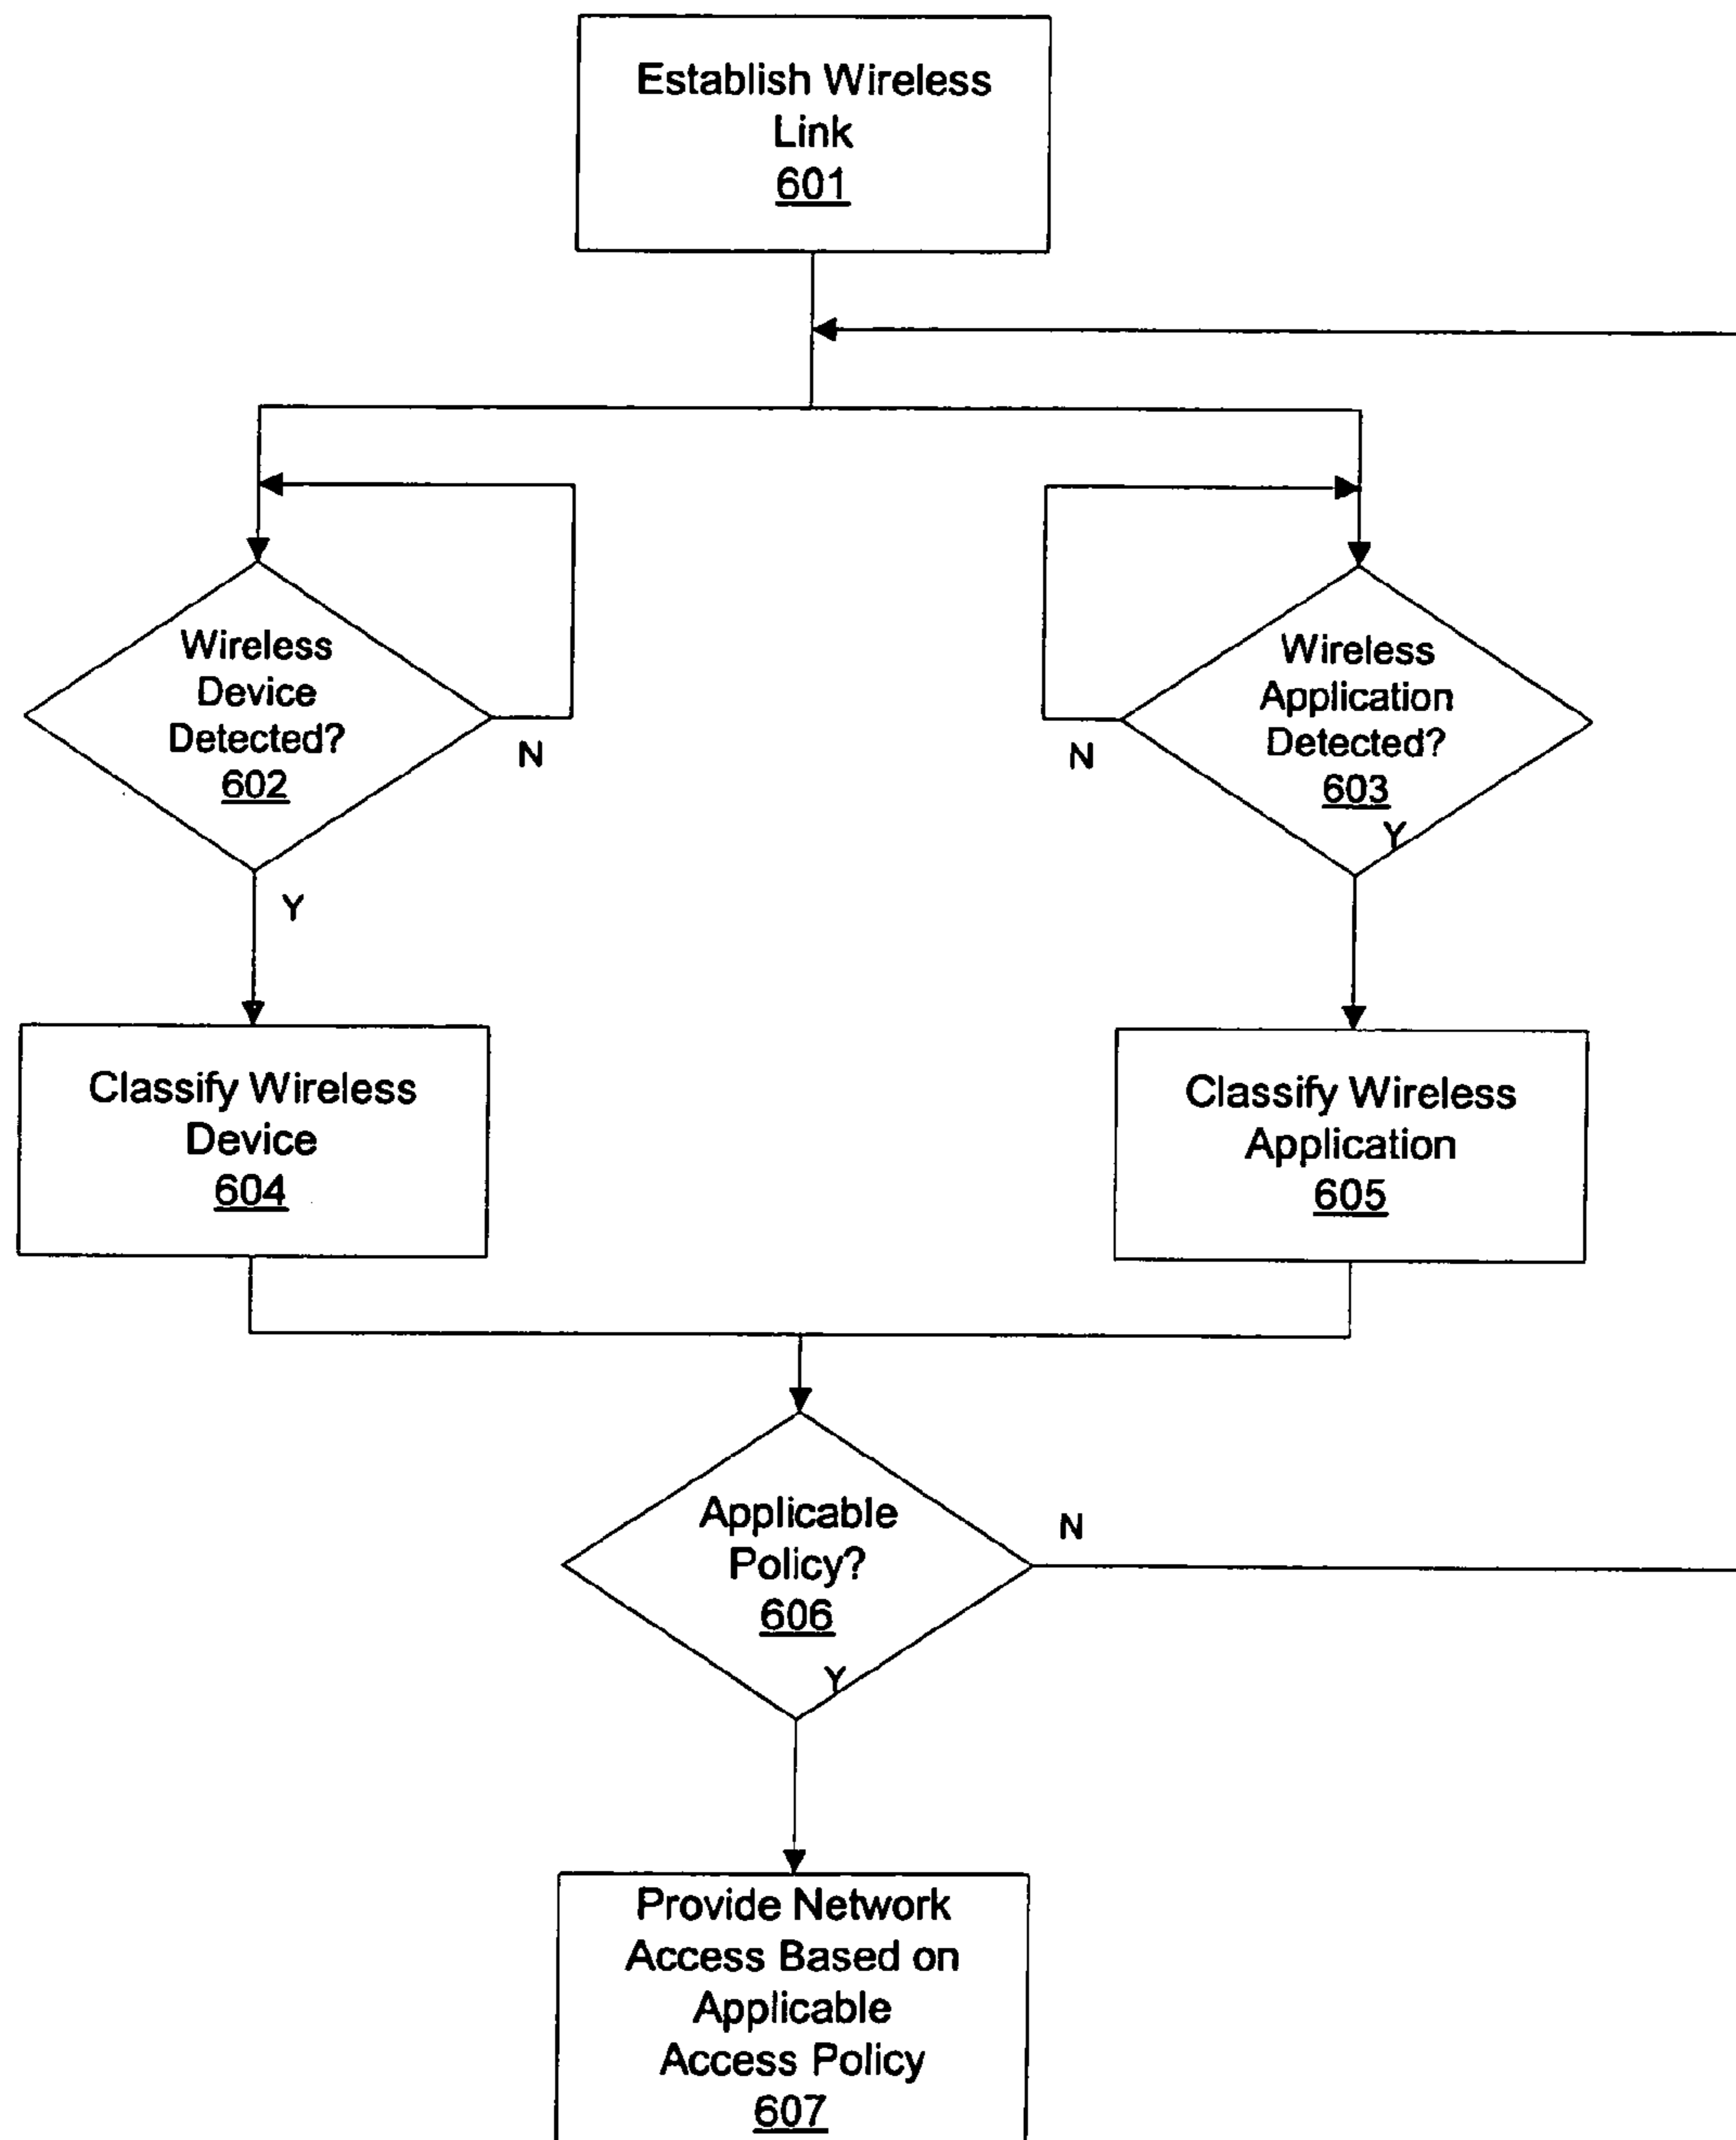 Establish Wireless
Link
601
Wireless
Device
Detected?
602
N
Y
Wireless
Application
Detected?
603
N
Y
Classify Wireless
Device
604
Classify Wireless
Application
605
Applicable
Policy?
606
N
Y
Provide Network
Access Based on
Applicable
Access Policy
607